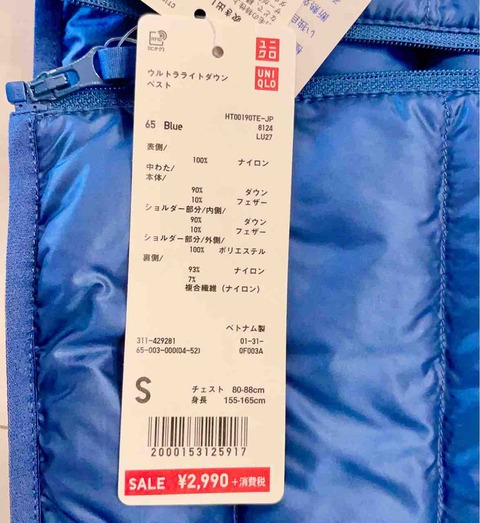 ICタグ
ユニ
クロ
UNI
QLO
ウルトラライトダウン
ベスト
HT00190TE-JP
65 Blue
8124
LU27
表側/
100% ナイロン
中わた/
本体/
90% ダウン
10% フェザー
ショルダー部分/内側/
90% ダウン
10% フェザー
ショルダー部分/外側/
100% ポリエステル
裏側/
93% ナイロン
7%
複合繊維(ナイロン)
ベトナム製
311-429281 01-31-
65-003-000(04-52) 0F003A
S
チェスト 80-88cm
身長 155-165cm
2000153125917
SALE ¥2,990 +消費税